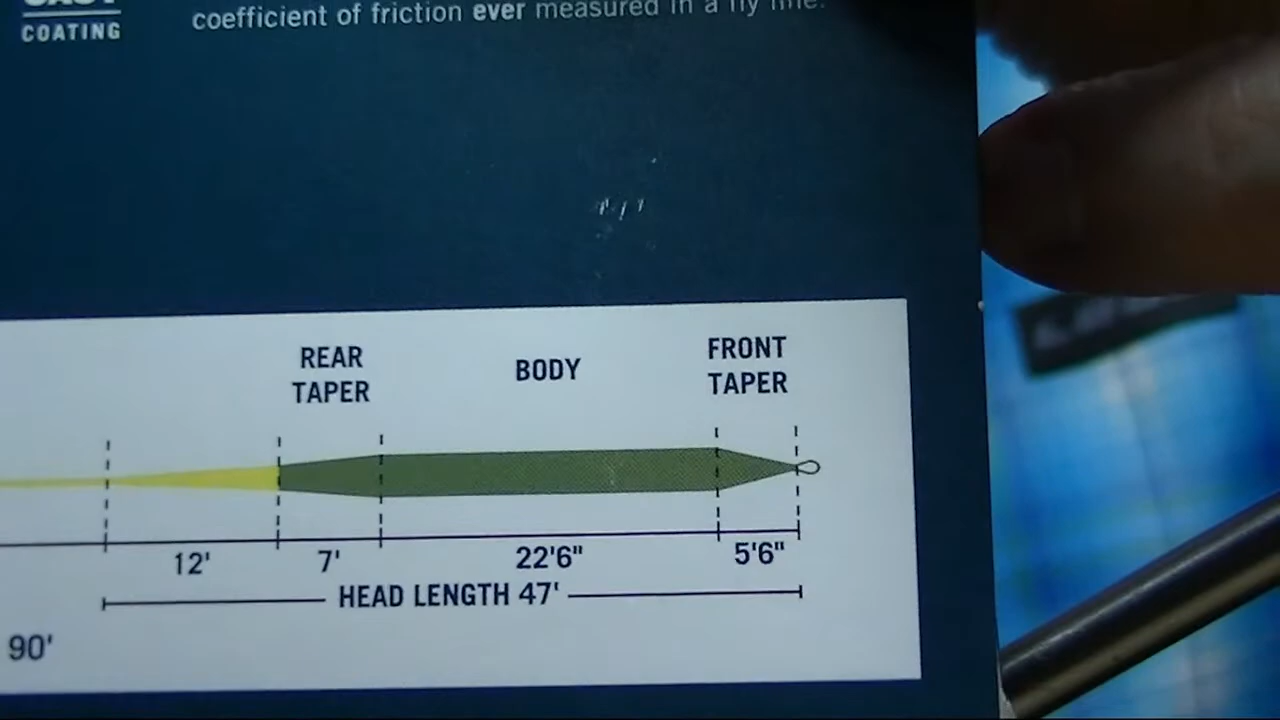 CAST
COATING
coefficient of friction ever measured in a fly line.
REAR
TAPER
BODY
FRONT
TAPER
12'
7'
22'6"
5'6"
HEAD LENGTH 47'
90'